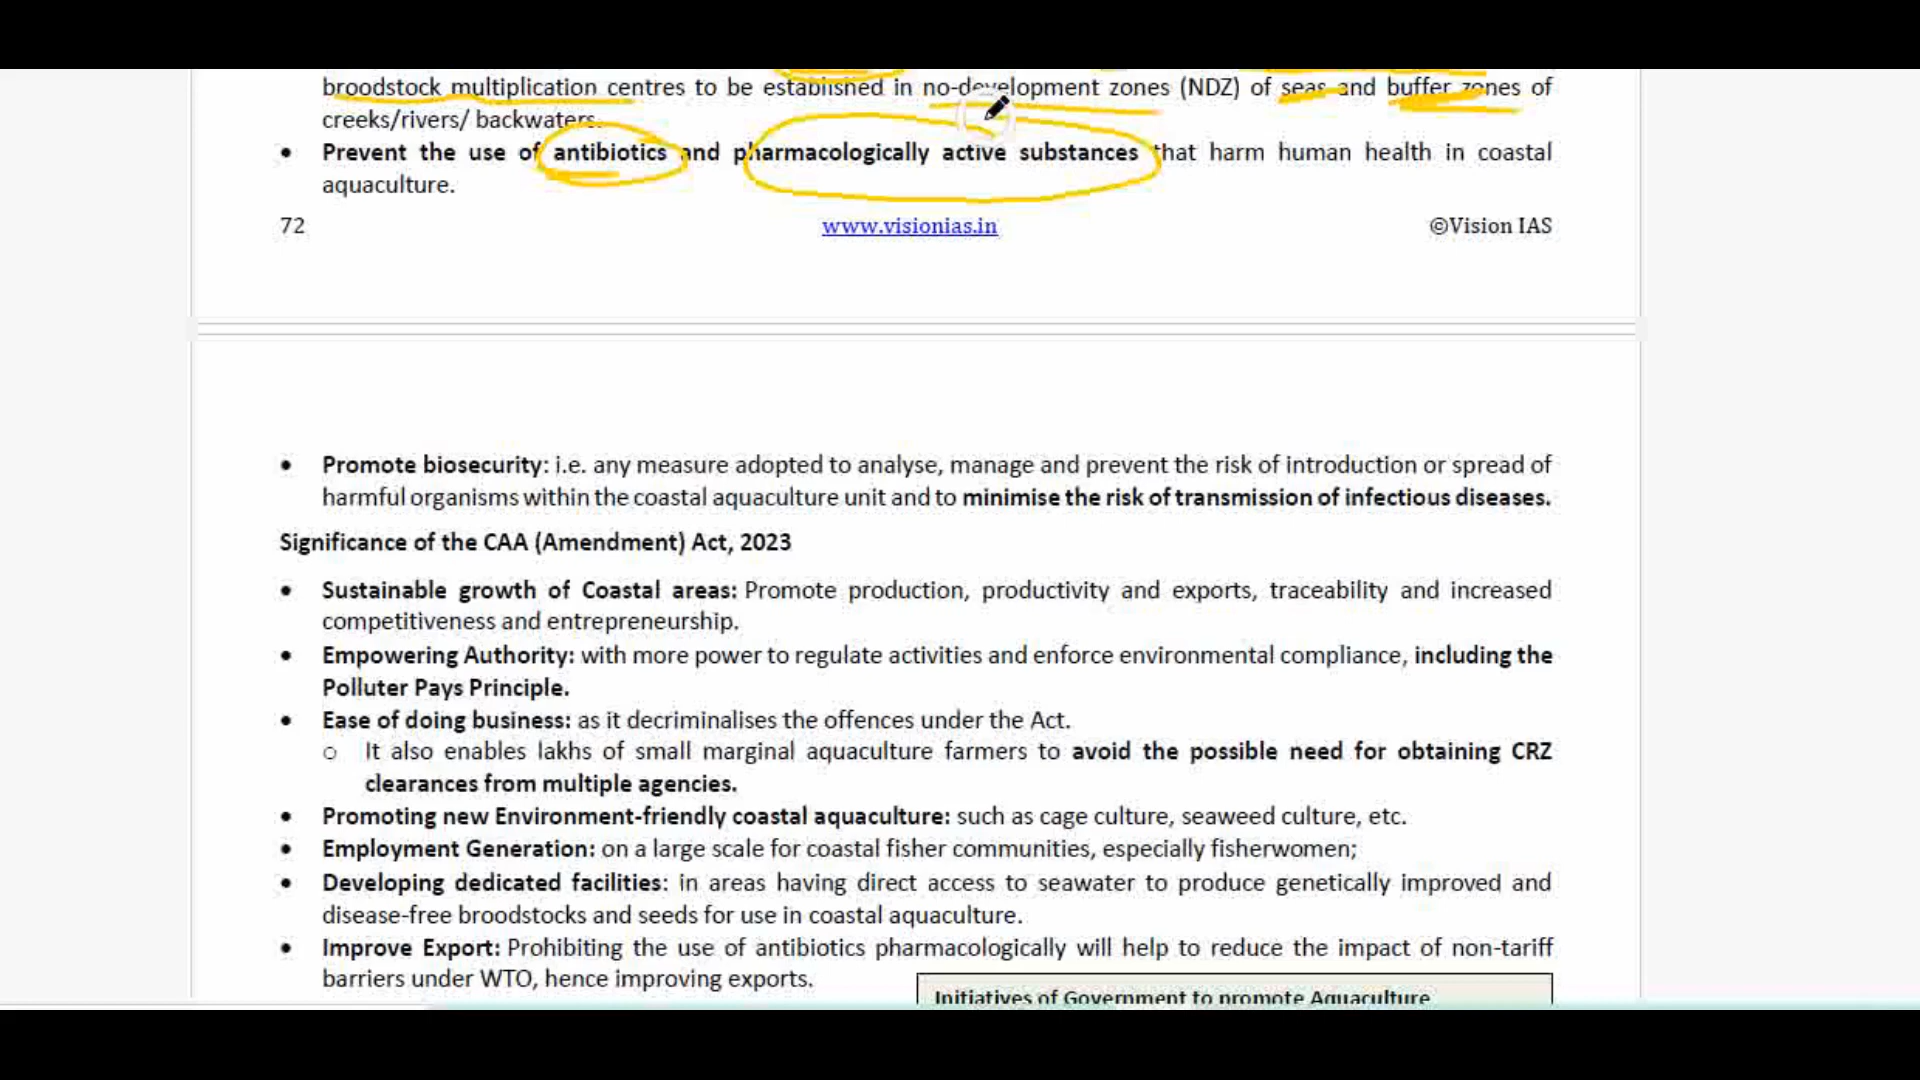 broodstock multiplication centres to be established in no-development zones (NDZ) of seas and buffer zones of
creeks/rivers/ backwaters.
• Prevent the use of antibiotics and pharmacologically active substances that harm human health in coastal
aquaculture.
72 www.visionias.in ©Vision IAS
• Promote biosecurity: i.e. any measure adopted to analyse, manage and prevent the risk of introduction or spread of
harmful organisms within the coastal aquaculture unit and to minimise the risk of transmission of infectious diseases.
Significance of the CAA (Amendment) Act, 2023
• Sustainable growth of Coastal areas: Promote production, productivity and exports, traceability and increased
competitiveness and entrepreneurship.
• Empowering Authority: with more power to regulate activities and enforce environmental compliance, including the
Polluter Pays Principle.
• Ease of doing business: as it decriminalises the offences under the Act.
o It also enables lakhs of small marginal aquaculture farmers to avoid the possible need for obtaining CRZ
clearances from multiple agencies.
• Promoting new Environment-friendly coastal aquaculture: such as cage culture, seaweed culture, etc.
• Employment Generation: on a large scale for coastal fisher communities, especially fisherwomen;
• Developing dedicated facilities: in areas having direct access to seawater to produce genetically improved and
disease-free broodstocks and seeds for use in coastal aquaculture.
• Improve Export: Prohibiting the use of antibiotics pharmacologically will help to reduce the impact of non-tariff
barriers under WTO, hence improving exports.
Initiatives of Government to promote Aquaculture